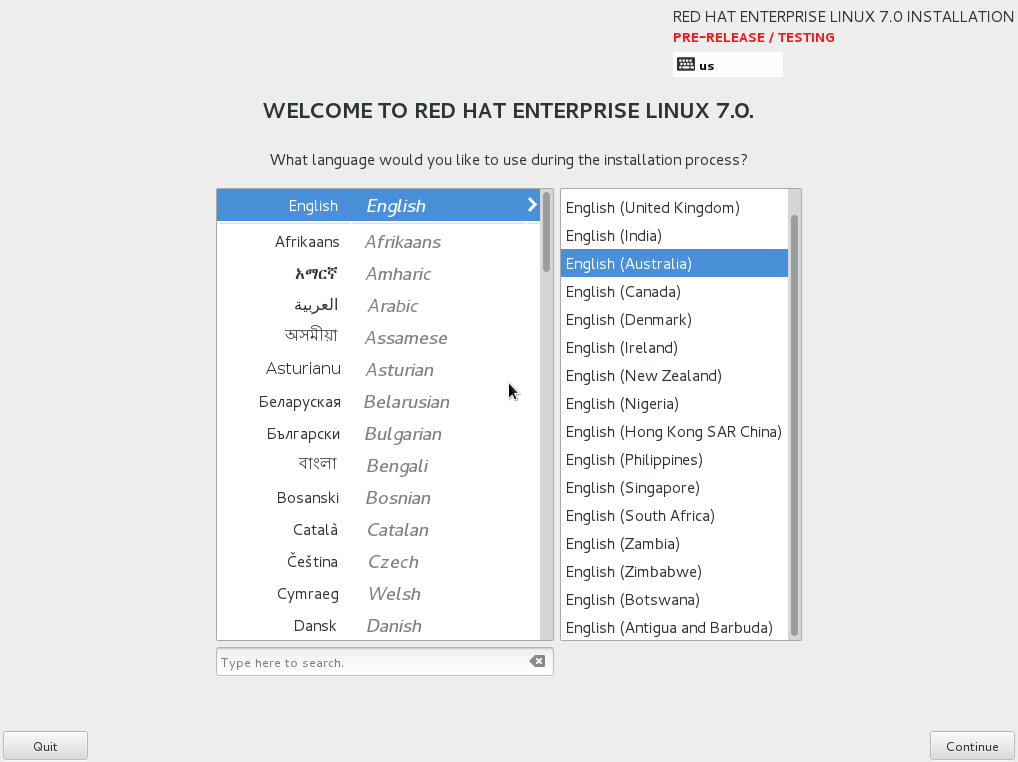 RED HAT ENTERPRISE LINUX 7.0 INSTALLATION
PRE-RELEASE / TESTING
us
WELCOME TO RED HAT ENTERPRISE LINUX 7.0.
What language would you like to use during the installation process?
English English
Afrikaans Afrikaans
አማርኛ Amharic
العربية Arabic
অসমীয়া Assamese
Asturianu Asturian
Беларуская Belarusian
Български Bulgarian
বাংলা Bengali
Bosanski Bosnian
Català Catalan
Čeština Czech
Cymraeg Welsh
Dansk Danish
English (United Kingdom)
English (India)
English (Australia)
English (Canada)
English (Denmark)
English (Ireland)
English (New Zealand)
English (Nigeria)
English (Hong Kong SAR China)
English (Philippines)
English (Singapore)
English (South Africa)
English (Zambia)
English (Zimbabwe)
English (Botswana)
English (Antigua and Barbuda)
Type here to search.
Quit
Continue